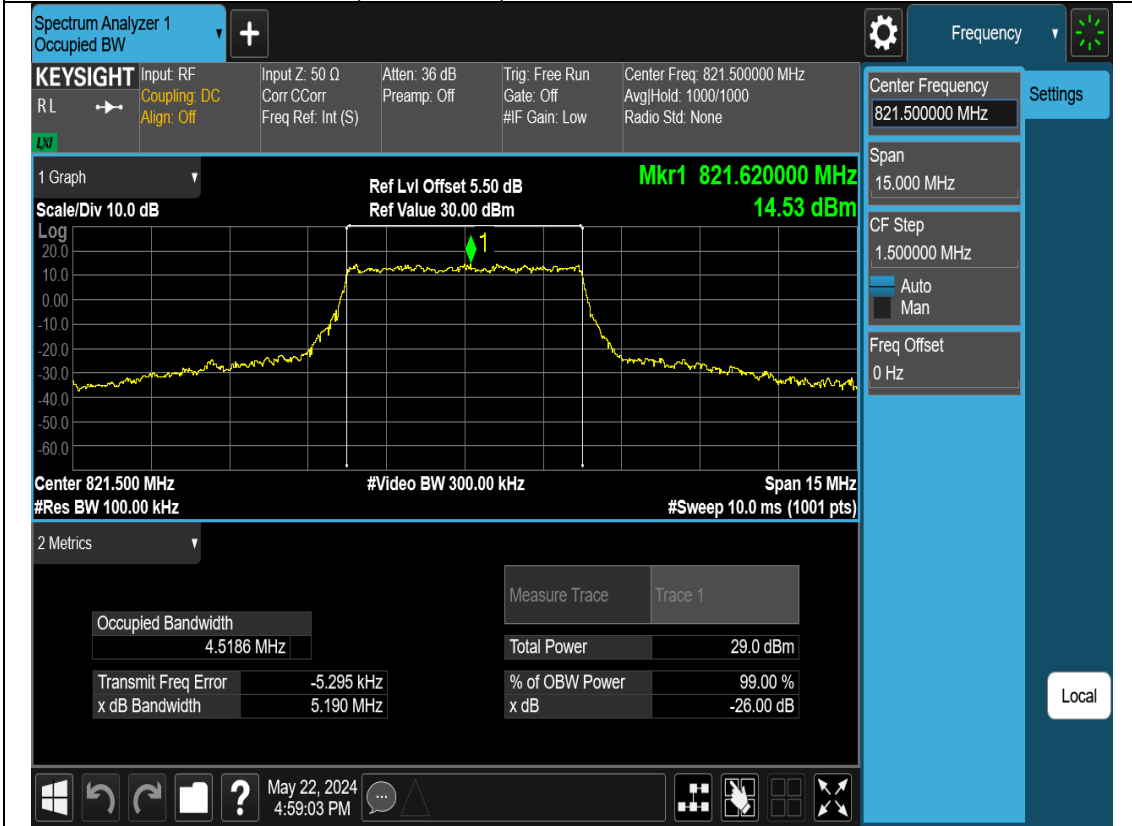 Spectrum Analyzer 1
Occupied BW
+
Frequency
KEYSIGHT
R L
LXI
Input: RF
Coupling: DC
Align: Off
Input Z: 50 Ω
Corr CCorr
Freq Ref: Int (S)
Atten: 36 dB
Preamp: Off
Trig: Free Run
Gate: Off
#IF Gain: Low
Center Freq: 821.500000 MHz
Avg|Hold: 1000/1000
Radio Std: None
1 Graph
Scale/Div 10.0 dB
Ref Lvl Offset 5.50 dB
Ref Value 30.00 dBm
Mkr1 821.620000 MHz
14.53 dBm
Log
20.0
10.0
0.00
-10.0
-20.0
-30.0
-40.0
-50.0
-60.0
1
Center 821.500 MHz
#Res BW 100.00 kHz
#Video BW 300.00 kHz
Span 15 MHz
#Sweep 10.0 ms (1001 pts)
2 Metrics
Measure Trace Trace 1
Occupied Bandwidth
4.5186 MHz
Total Power 29.0 dBm
Transmit Freq Error -5.295 kHz
% of OBW Power 99.00 %
x dB Bandwidth 5.190 MHz
x dB -26.00 dB
Center Frequency
821.500000 MHz
Settings
Span
15.000 MHz
CF Step
1.500000 MHz
Auto
Man
Freq Offset
0 Hz
Local
?
May 22, 2024
4:59:03 PM